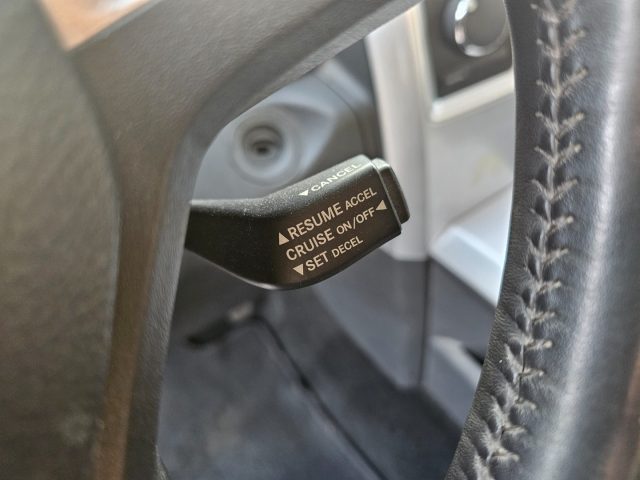 ▼CANCEL
▲RESUME ACCEL
CRUISE ON/OFF◀
▼SET DECEL